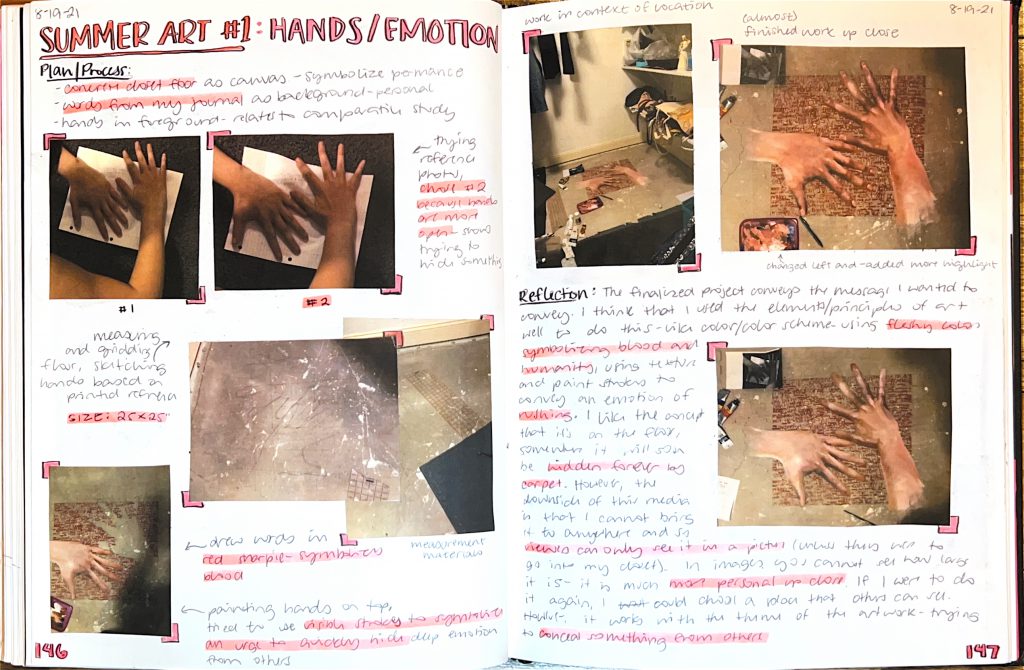 8-19-21
SUMMER ART #1: HANDS/EMOTION
Plan/Process:
- concrete closet floor as canvas - symbolize permanance
- words from my journal as background - personal
- hands in foreground - relates to comparative study
← trying
reference
photos,
chose #2
because hands
are more
open - shows
trying to
hide something
#1
#2
measuring
and gridding
floor, sketching
hands based on
printed reference
SIZE: 25x25"
measurement
materials
← drew words in
red sharpie - symbolizes
blood
← painting hands on top,
tried to use visible strokes to symbolize
an urge to quickly hide deep emotion
from others
146
work in context of location
(almost)
finished work up close
8-19-21
changed left hand - added more highlight
Reflection: The finalized project conveys the message I wanted to
convey. I think that I used the elements/principles of art
well to do this - like color/color scheme - using fleshy color,
symbolizing blood and
humanity, using texture
and paint strokes to
convey an emotion of
rushing. I like the concept
that it's on the floor,
somewhere it will soon
be hidden forever by
carpet. However, the
downside of this media
is that I cannot bring
it to anywhere and so
viewers can only see it in a picture (unless they were to
go into my closet). In images you cannot see how large
it is - it is much more personal up close. If I were to do
it again, I could choose a place that others can see.
However, it works with the theme of the artwork - trying
to conceal something from others
147